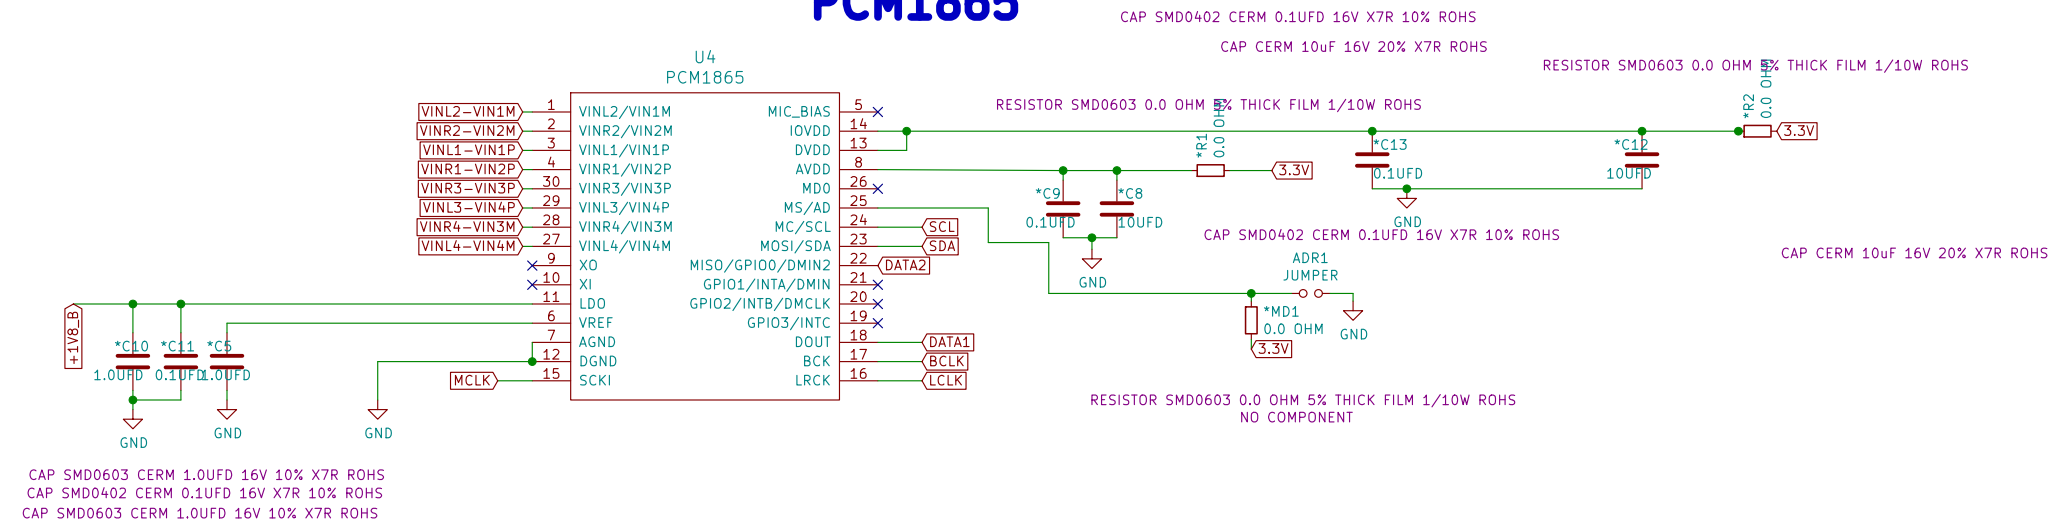 PCM1865
CAP SMD0402 CERM 0.1UFD 16V X7R 10% ROHS
CAP CERM 10uF 16V 20% X7R ROHS
RESISTOR SMD0603 0.0 OHM 5% THICK FILM 1/10W ROHS
RESISTOR SMD0603 0.0 OHM 5% THICK FILM 1/10W ROHS
U4
PCM1865
VINL2-VIN1M 1 VINL2/VIN1M MIC_BIAS 5
VINR2-VIN2M 2 VINR2/VIN2M IOVDD 14
VINL1-VIN1P 3 VINL1/VIN1P DVDD 13
VINR1-VIN2P 4 VINR1/VIN2P AVDD 8
VINR3-VIN3P 30 VINR3/VIN3P MD0 26
VINL3-VIN4P 29 VINL3/VIN4P MS/AD 25
VINR4-VIN3M 28 VINR4/VIN3M MC/SCL 24 SCL
VINL4-VIN4M 27 VINL4/VIN4M MOSI/SDA 23 SDA
9 XO MISO/GPIO0/DMIN2 22 DATA2
10 XI GPIO1/INTA/DMIN 21
11 LDO GPIO2/INTB/DMCLK 20
6 VREF GPIO3/INTC 19
7 AGND DOUT 18 DATA1
12 DGND BCK 17 BCLK
MCLK 15 SCKI LRCK 16 LCLK
*R1
0.0 OHM
3.3V
*R2
0.0 OHM
3.3V
*C13
0.1UFD
*C12
10UFD
GND
*C9
0.1UFD
*C8
10UFD
GND
CAP SMD0402 CERM 0.1UFD 16V X7R 10% ROHS
CAP CERM 10uF 16V 20% X7R ROHS
ADR1
JUMPER
GND
*MD1
0.0 OHM
3.3V
RESISTOR SMD0603 0.0 OHM 5% THICK FILM 1/10W ROHS
NO COMPONENT
+1V8_B
*C10
1.0UFD
*C11
0.1UFD
*C5
1.0UFD
GND
GND
GND
CAP SMD0603 CERM 1.0UFD 16V 10% X7R ROHS
CAP SMD0402 CERM 0.1UFD 16V X7R 10% ROHS
CAP SMD0603 CERM 1.0UFD 16V 10% X7R ROHS